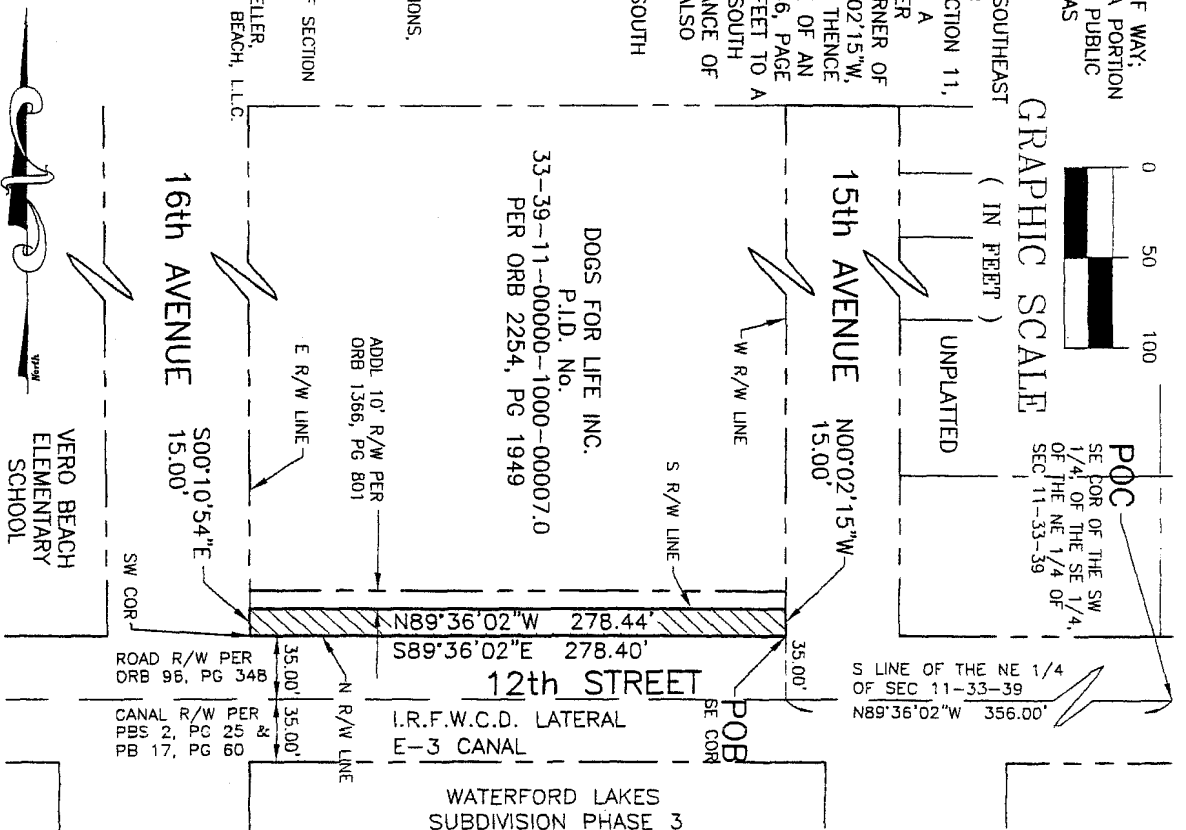 F WAY;
A PORTION
PUBLIC
AS
SOUTHEAST
CTION 11,
A
ER
RNER OF
02'15"W,
THENCE
OF AN
6, PAGE
FEET TO A
SOUTH
ANCE OF
ALSO
SOUTH
IONS,
F SECTION
ELLER,
BEACH, L.L.C.
GRAPHIC SCALE
0 50 100
( IN FEET )
POC
SE COR OF THE SW
1/4, OF THE SE 1/4,
OF THE NE 1/4 OF
SEC 11-33-39
UNPLATTED
15th AVENUE
N00°02'15"W
15.00'
W R/W LINE
S R/W LINE
DOGS FOR LIFE INC.
P.I.D. No.
33-39-11-00000-1000-00007.0
PER ORB 2254, PG 1949
ADDL 10' R/W PER
ORB 1366, PG 801
E R/W LINE
16th AVENUE
S00°10'54"E
15.00'
SW COR
VERO BEACH
ELEMENTARY
SCHOOL
N89°36'02"W 278.44'
S89°36'02"E 278.40'
12th STREET
35.00'
POB
SE COR
S LINE OF THE NE 1/4
OF SEC 11-33-39
N89°36'02"W 356.00'
ROAD R/W PER
ORB 96, PG 348
35.00'
CANAL R/W PER
PBS 2, PG 25 &
PB 17, PG 60
35.00'
N R/W LINE
I.R.F.W.C.D. LATERAL
E-3 CANAL
WATERFORD LAKES
SUBDIVISION PHASE 3